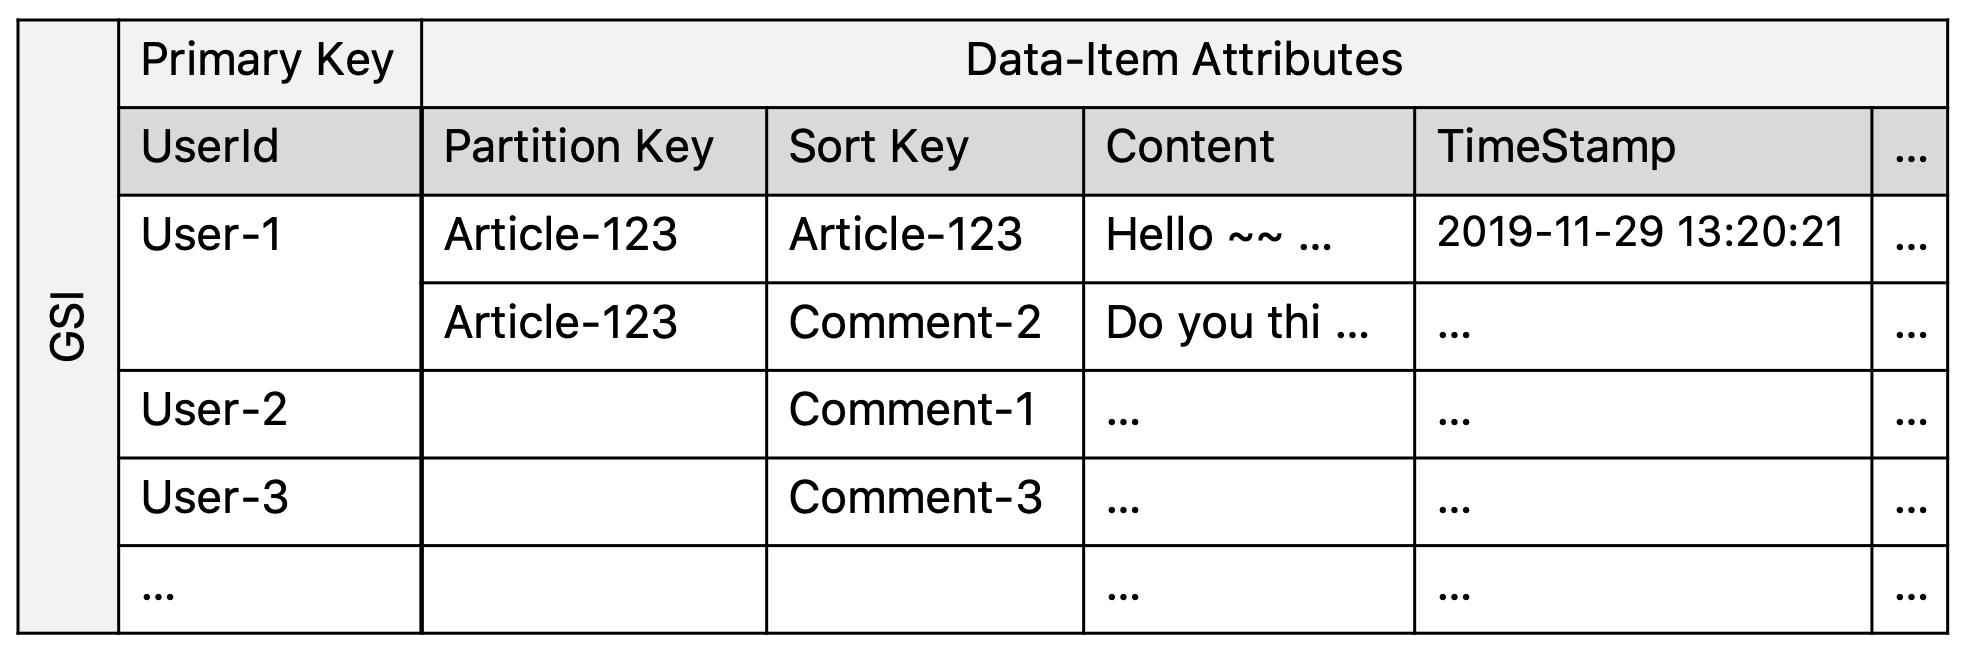 GSI
Primary Key Data-Item Attributes
UserId Partition Key Sort Key Content TimeStamp ...
User-1 Article-123 Article-123 Hello ~~ ... 2019-11-29 13:20:21 ...
Article-123 Comment-2 Do you thi ... ... ...
User-2 Comment-1 ... ... ...
User-3 Comment-3 ... ... ...
... ... ... ...